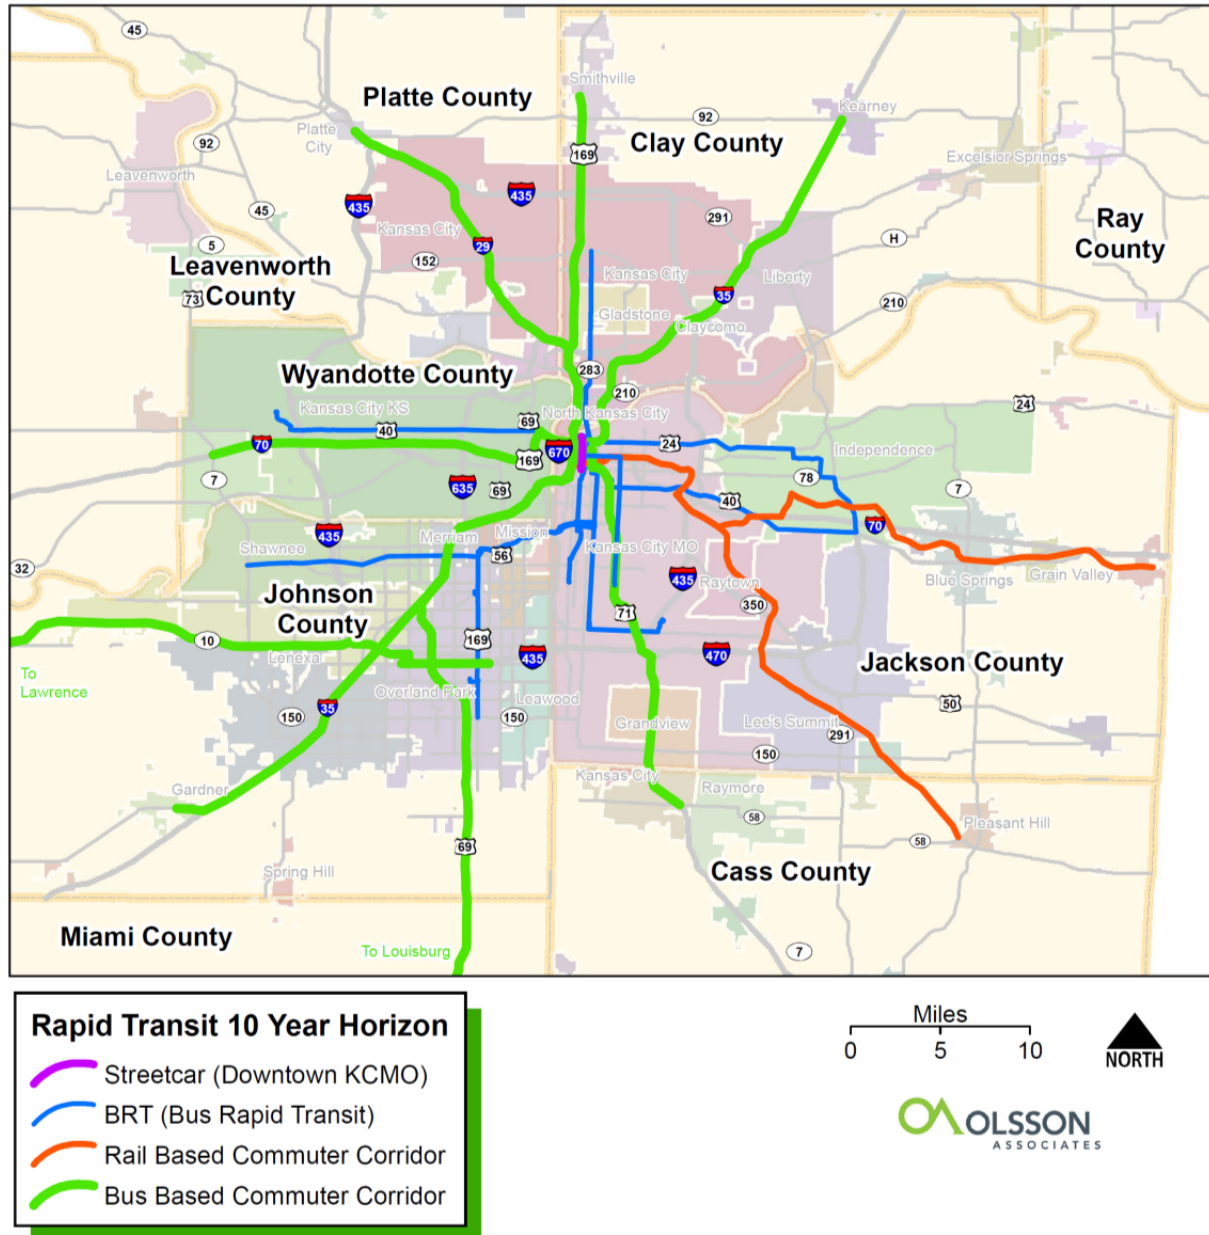 45
Smithville
Platte County
Kearney
92
Platte
City
169
Clay County
92
Excelsior Springs
Leavenworth
435
435
45
291
Ray
County
Kansas City
5
29
H
152
Leavenworth
County
Kansas City
Liberty
73
35
210
Gladstone
Claycomo
283
Wyandotte County
210
24
Kansas City KS
69
North Kansas City
40
70
670
24
Independence
169
7
635
69
78
7
40
435
Merriam
Mission
70
Shawnee
56
Kansas City MO
32
435
Raytown
Blue Springs
Grain Valley
Johnson
County
350
71
10
169
Lenexa
435
470
Jackson County
To
Lawrence
Overland Park
Leawood
50
35
150
150
Grandview
Lee's Summit
291
150
Kansas City
Gardner
Raymore
58
Pleasant Hill
69
58
Spring Hill
Cass County
Miami County
To Louisburg
7
Rapid Transit 10 Year Horizon
Streetcar (Downtown KCMO)
BRT (Bus Rapid Transit)
Rail Based Commuter Corridor
Bus Based Commuter Corridor
Miles
0 5 10
NORTH
OLSSON
ASSOCIATES